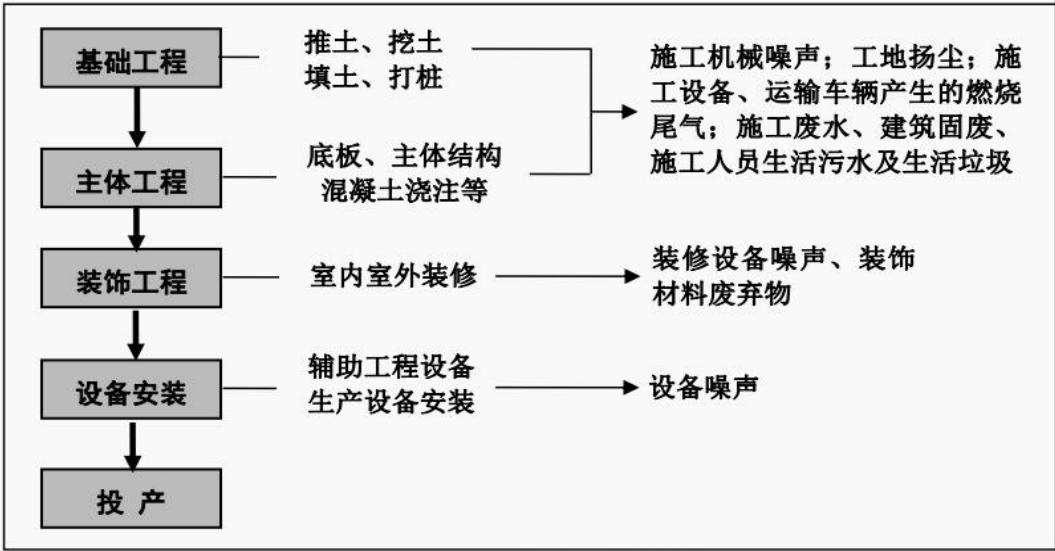 基础工程
推土、挖土
填土、打桩
施工机械噪声；工地扬尘；施
工设备、运输车辆产生的燃烧
尾气；施工废水、建筑固废、
施工人员生活污水及生活垃圾
主体工程
底板、主体结构
混凝土浇注等
装饰工程
室内室外装修
装修设备噪声、装饰
材料废弃物
设备安装
辅助工程设备
生产设备安装
设备噪声
投 产